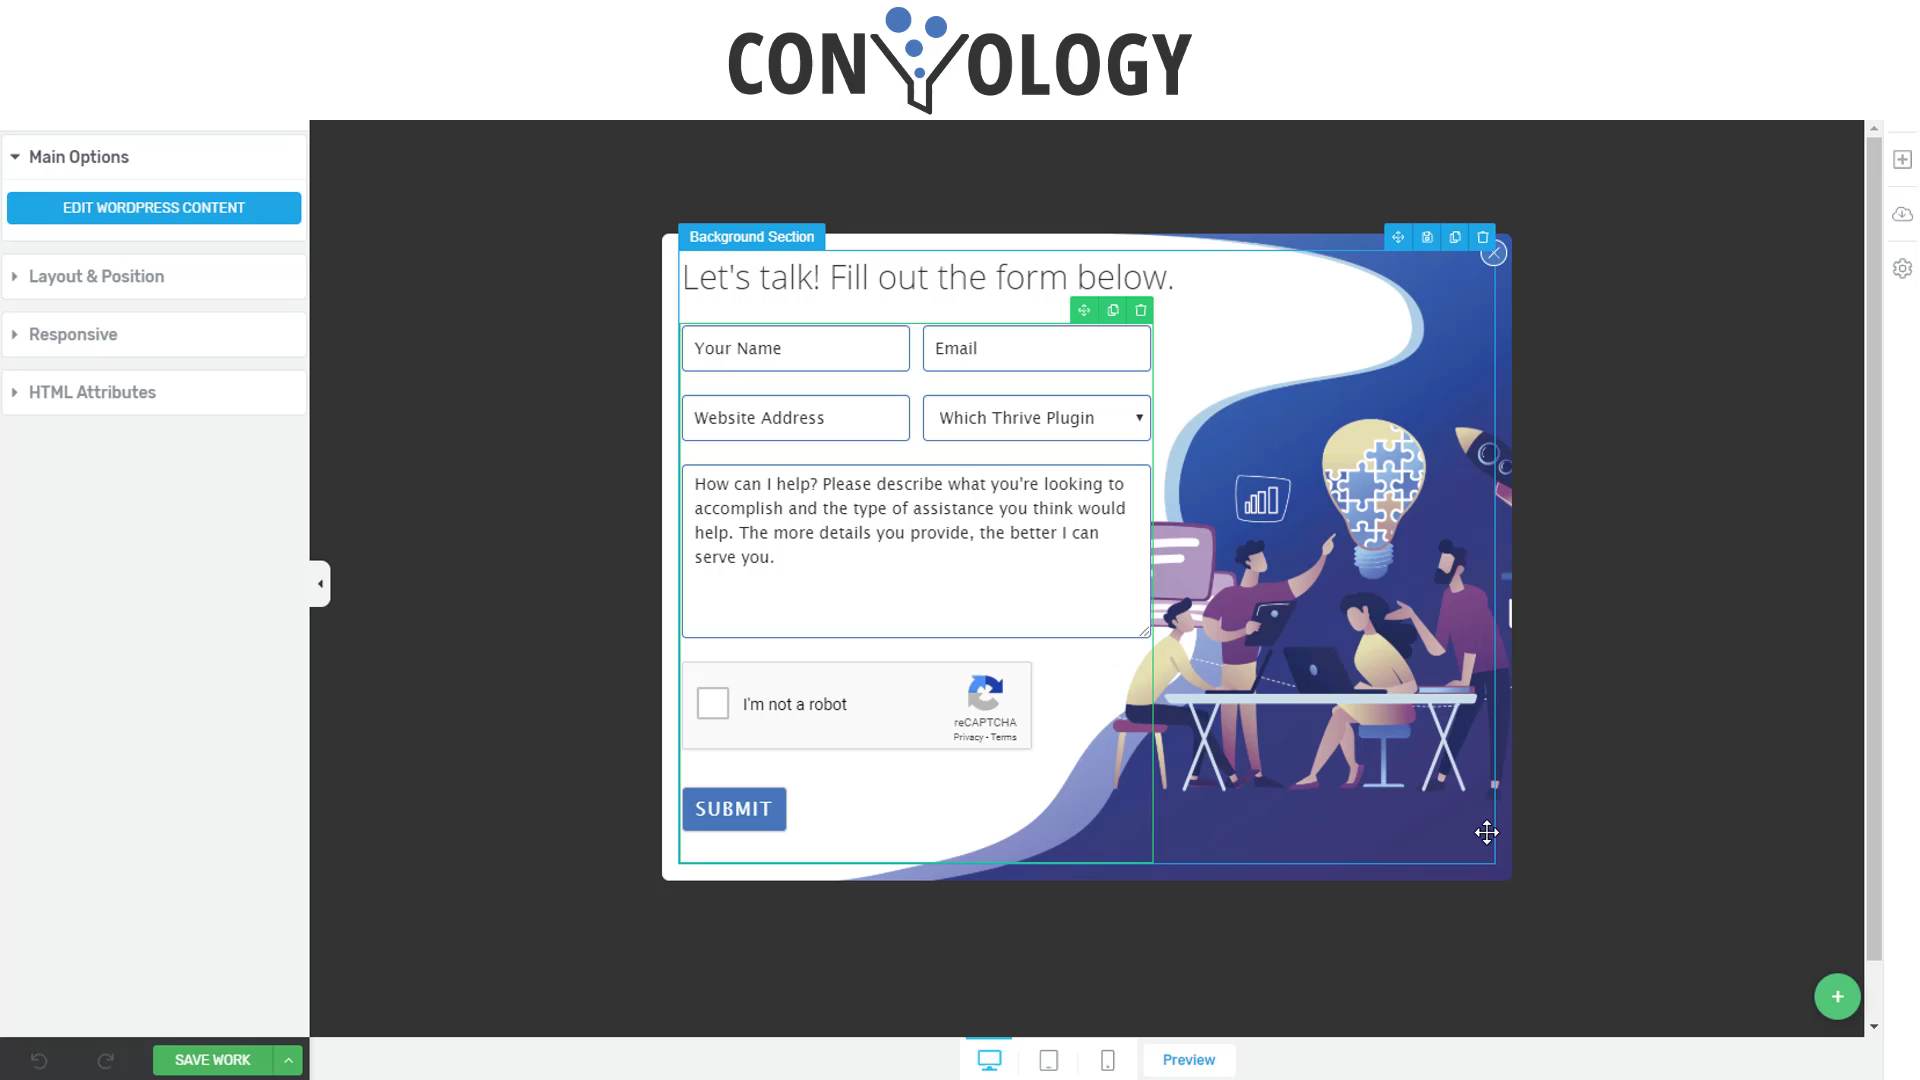 CONVOLOGY
Main Options
EDIT WORDPRESS CONTENT
Layout & Position
Responsive
HTML Attributes
Background Section
Let's talk! Fill out the form below.
Your Name
Email
Website Address
Which Thrive Plugin
How can I help? Please describe what you're looking to
accomplish and the type of assistance you think would
help. The more details you provide, the better I can
serve you.
I'm not a robot
reCAPTCHA
Privacy - Terms
SUBMIT
SAVE WORK
Preview